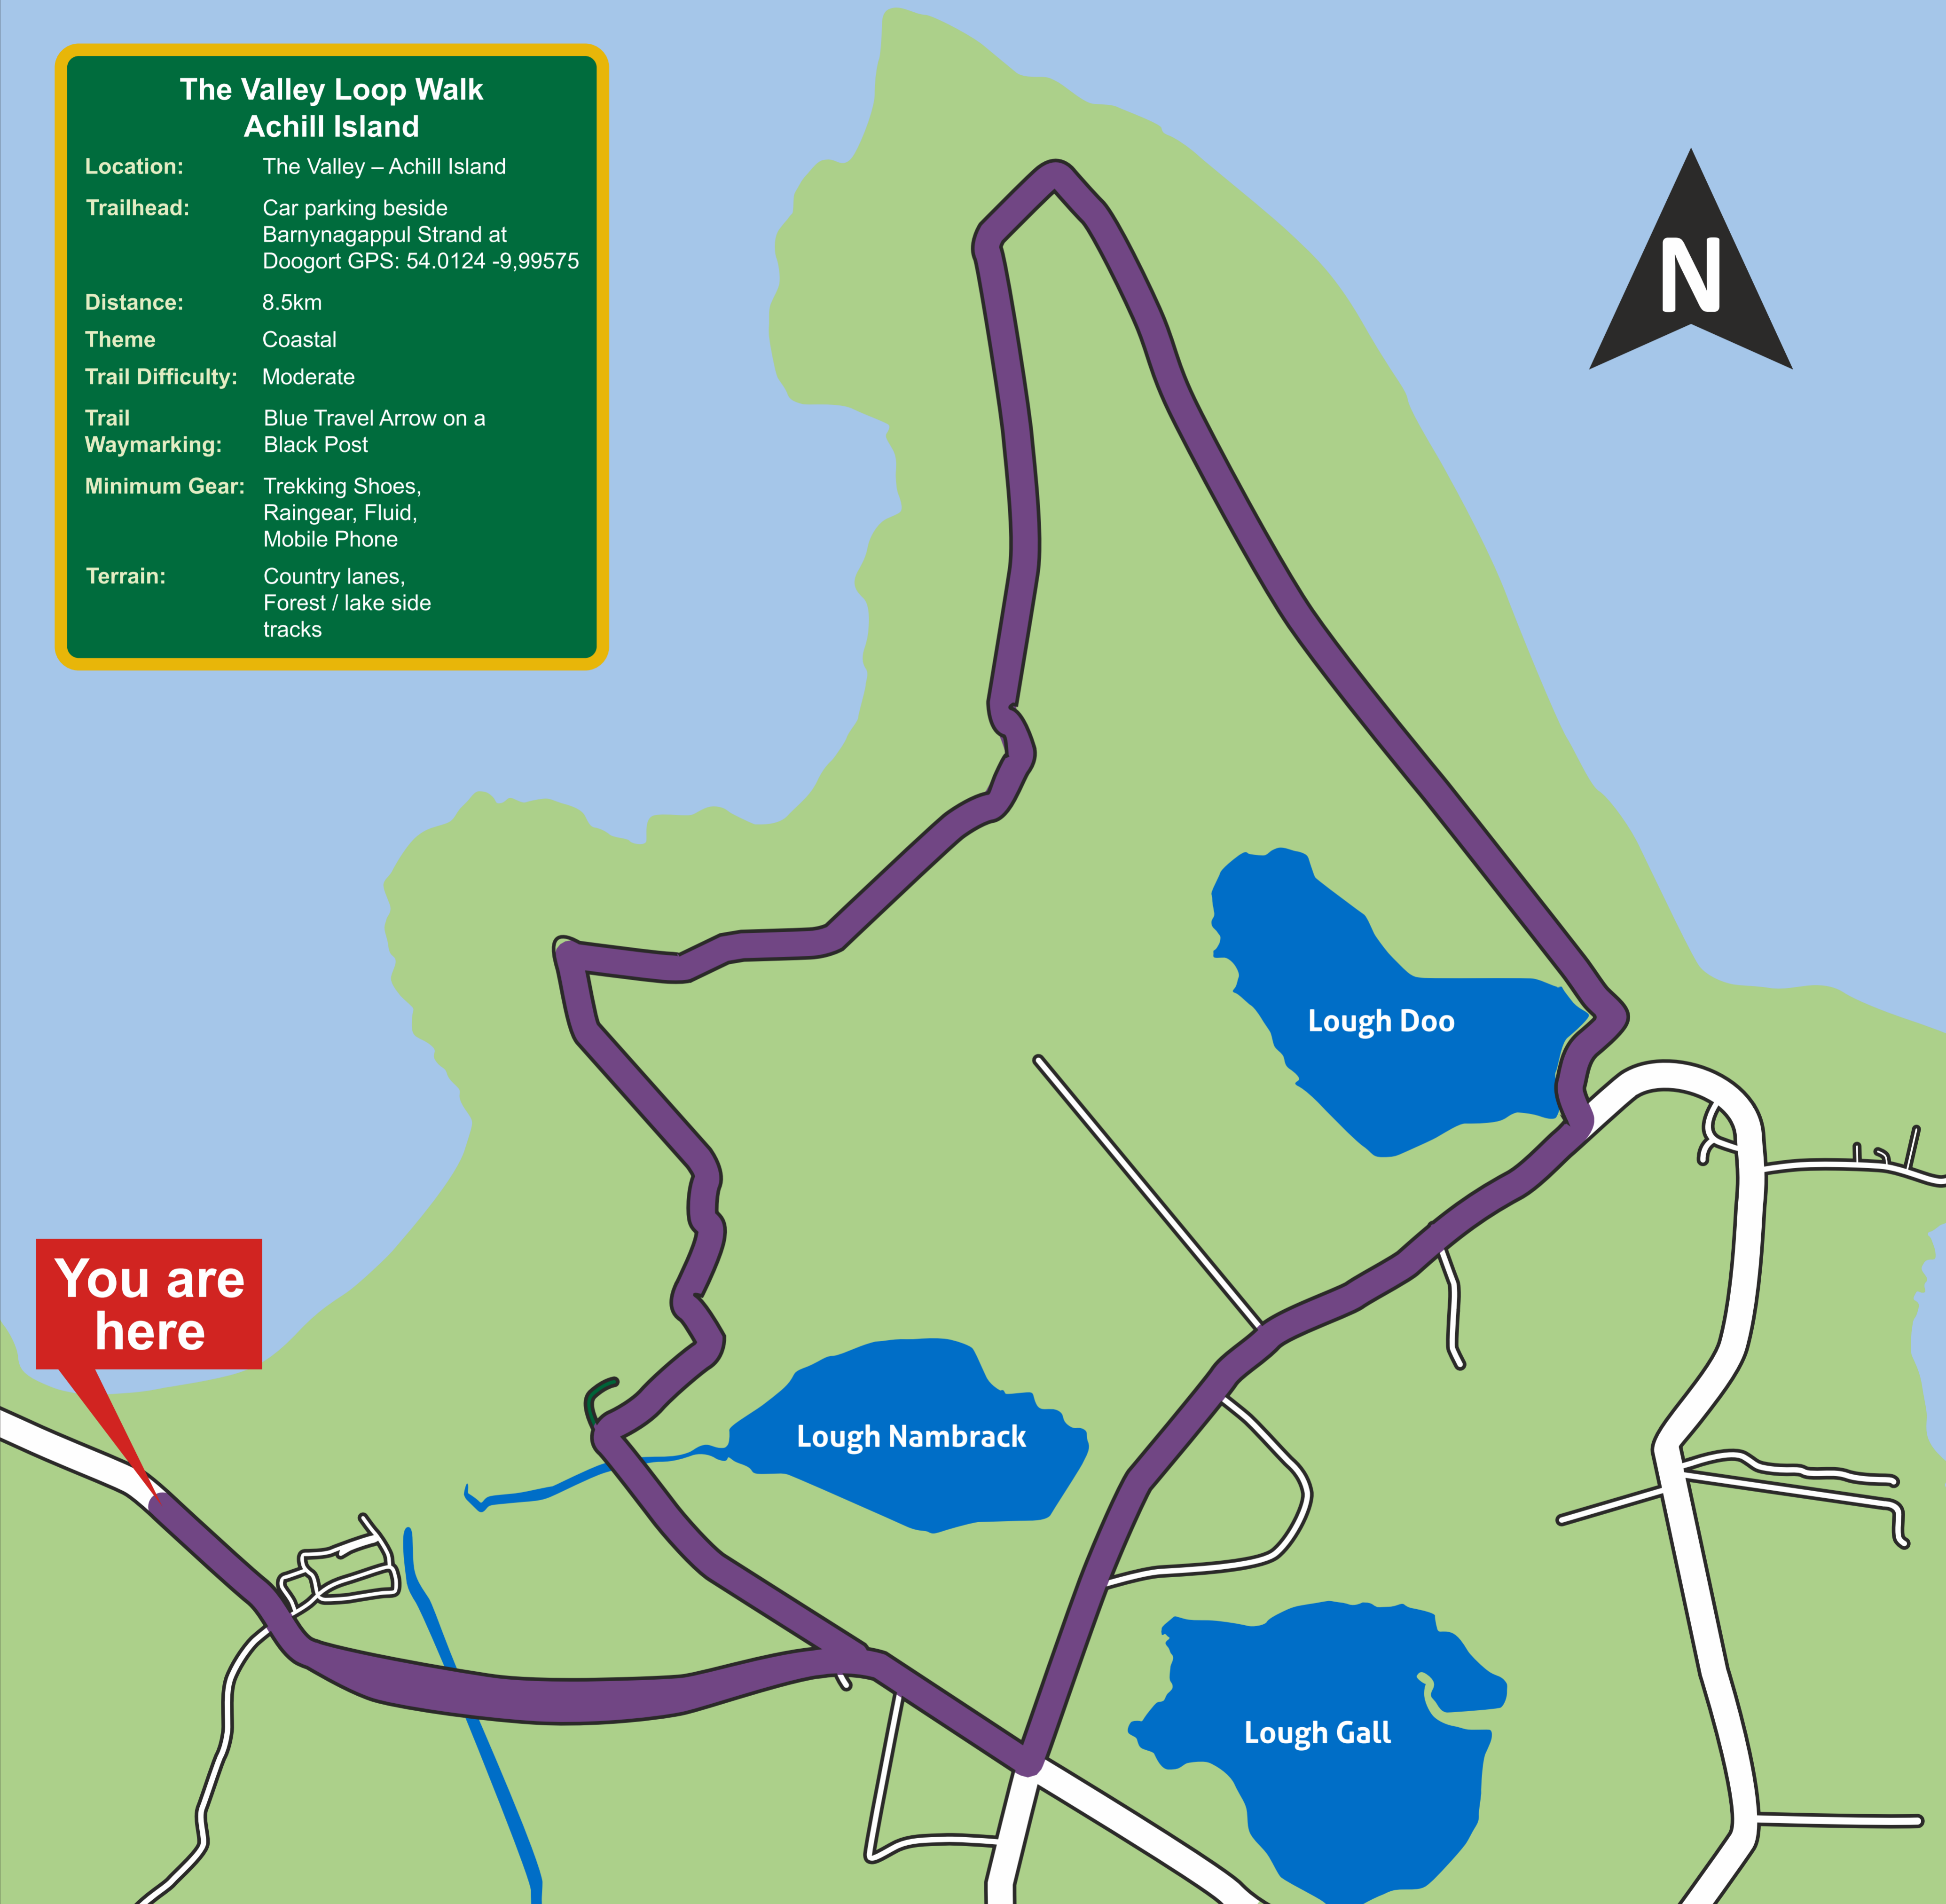 The Valley Loop Walk
Achill Island
Location: The Valley – Achill Island
Trailhead: Car parking beside
Barnynagappul Strand at
Doogort GPS: 54.0124 -9,99575
Distance: 8.5km
Theme Coastal
Trail Difficulty: Moderate
Trail Blue Travel Arrow on a
Waymarking: Black Post
Minimum Gear: Trekking Shoes,
Raingear, Fluid,
Mobile Phone
Terrain: Country lanes,
Forest / lake side
tracks
N
Lough Doo
You are
here
Lough Nambrack
Lough Gall